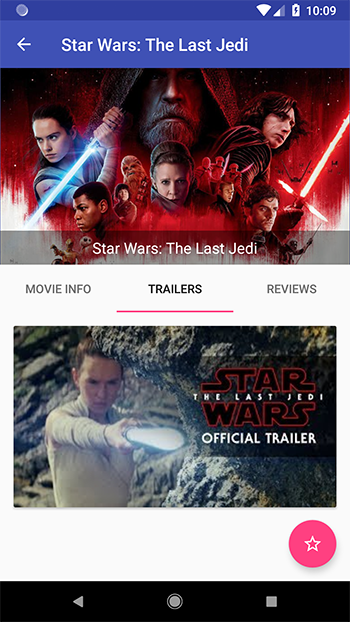 10:09
Star Wars: The Last Jedi
Star Wars: The Last Jedi
MOVIE INFO
TRAILERS
REVIEWS
STAR
THE LAST JEDI
WARS
OFFICIAL TRAILER